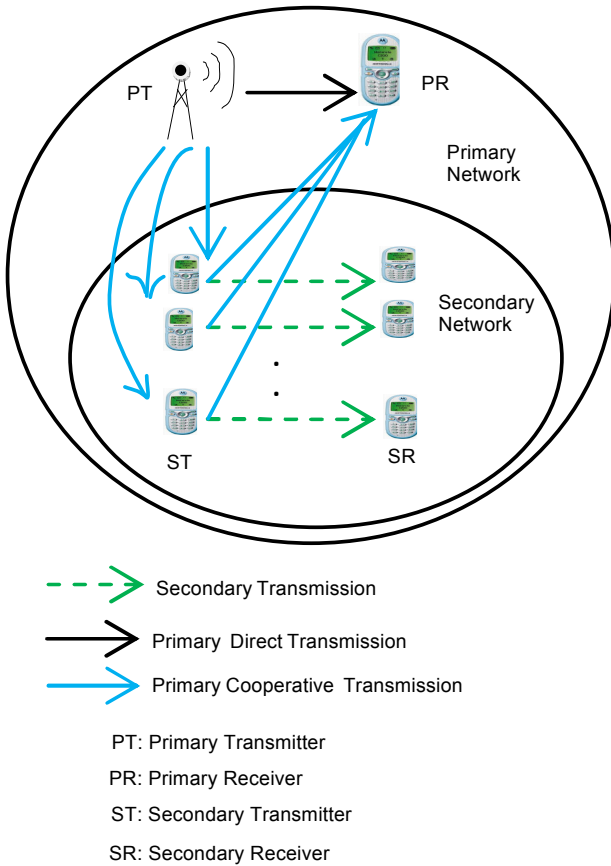 PT
PR
Primary
Network
Secondary
Network
.
.
ST
SR
Secondary Transmission
Primary Direct Transmission
Primary Cooperative Transmission
PT: Primary Transmitter
PR: Primary Receiver
ST: Secondary Transmitter
SR: Secondary Receiver